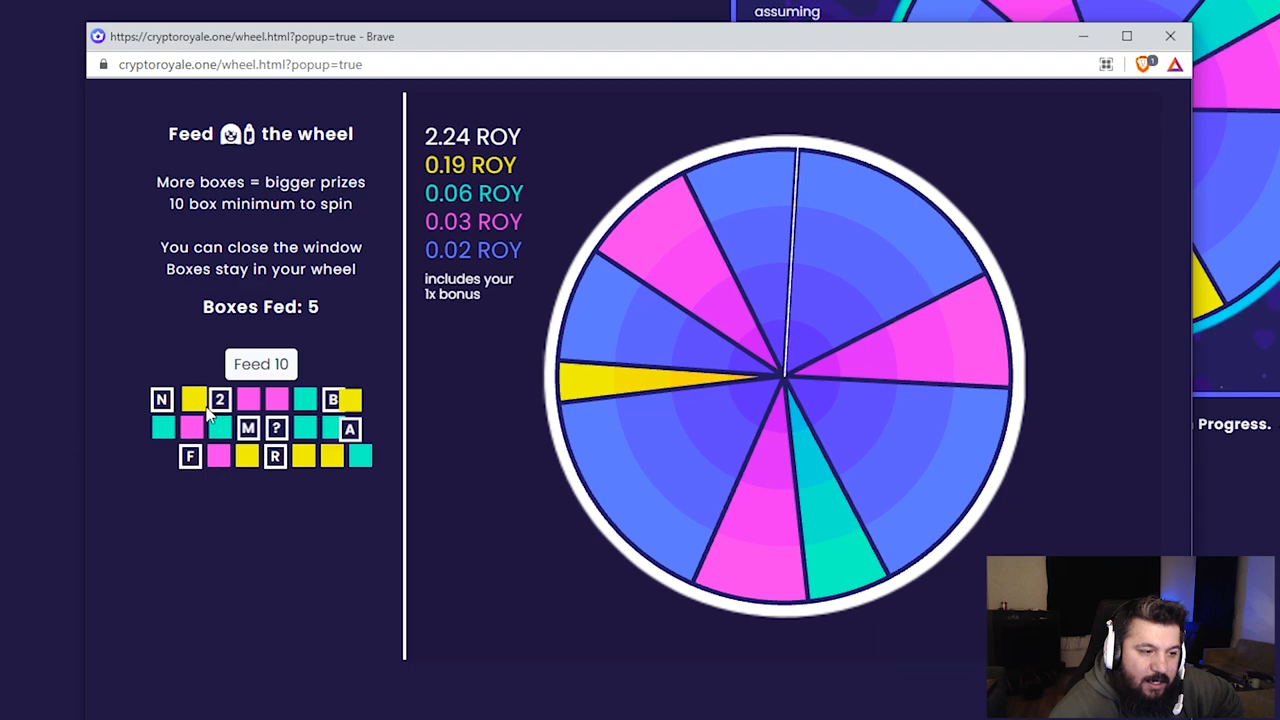 assuming
https://cryptoroyale.one/wheel.html?popup=true - Brave
cryptoroyale.one/wheel.html?popup=true
1
Feed the wheel
More boxes = bigger prizes
10 box minimum to spin
You can close the window
Boxes stay in your wheel
Boxes Fed: 5
Feed 10
N 2 B
M ? A
F R
2.24 ROY
0.19 ROY
0.06 ROY
0.03 ROY
0.02 ROY
includes your
1x bonus
Progress.